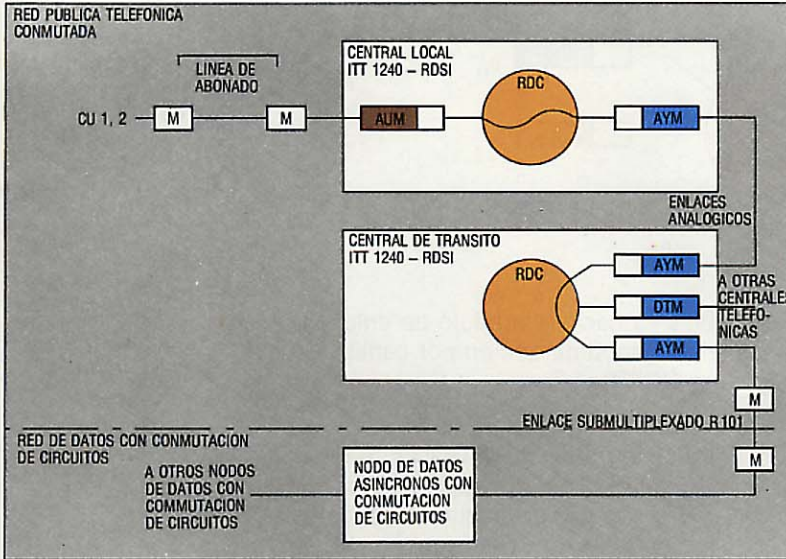 RED PUBLICA TELEFONICA
CONMUTADA
LINEA DE
ABONADO
CU 1, 2
M
M
CENTRAL LOCAL
ITT 1240 – RDSI
RDC
AUM
AYM
ENLACES
ANALOGICOS
CENTRAL DE TRANSITO
ITT 1240 – RDSI
RDC
AYM
DTM
AYM
A OTRAS
CENTRALES
TELEFO-
NICAS
M
ENLACE SUBMULTIPLEXADO R 101
RED DE DATOS CON CONMUTACION
DE CIRCUITOS
M
A OTROS NODOS
DE DATOS CON
COMMUTACION
DE CIRCUITOS
NODO DE DATOS
ASINCRONOS CON
CONMUTACION
DE CIRCUITOS